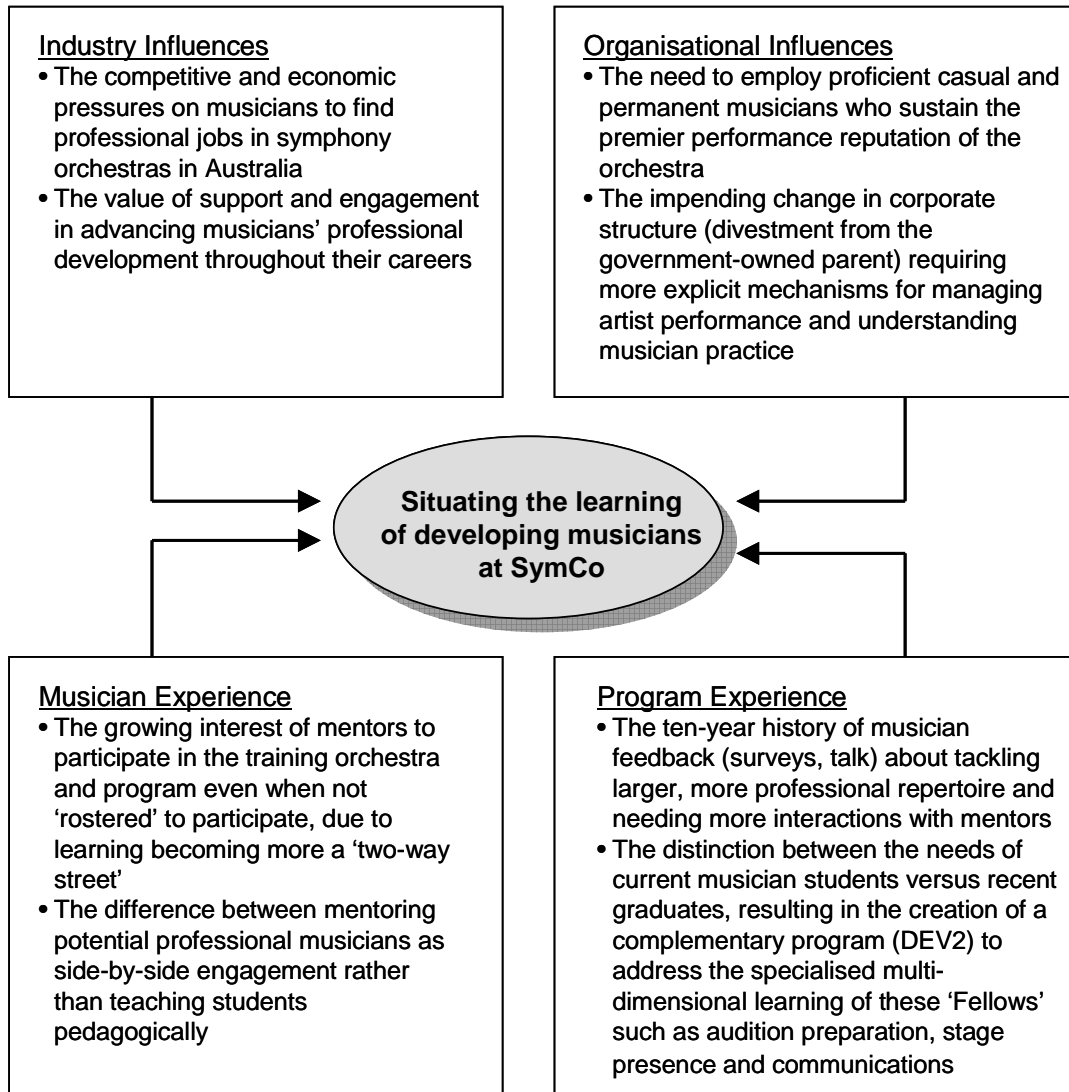 Industry Influences
• The competitive and economic
pressures on musicians to find
professional jobs in symphony
orchestras in Australia
• The value of support and engagement
in advancing musicians’ professional
development throughout their careers
Organisational Influences
• The need to employ proficient casual and
permanent musicians who sustain the
premier performance reputation of the
orchestra
• The impending change in corporate
structure (divestment from the
government-owned parent) requiring
more explicit mechanisms for managing
artist performance and understanding
musician practice
Situating the learning
of developing musicians
at SymCo
Musician Experience
• The growing interest of mentors to
participate in the training orchestra
and program even when not
‘rostered’ to participate, due to
learning becoming more a ‘two-way
street’
• The difference between mentoring
potential professional musicians as
side-by-side engagement rather
than teaching students
pedagogically
Program Experience
• The ten-year history of musician
feedback (surveys, talk) about tackling
larger, more professional repertoire and
needing more interactions with mentors
• The distinction between the needs of
current musician students versus recent
graduates, resulting in the creation of a
complementary program (DEV2) to
address the specialised multi-
dimensional learning of these ‘Fellows’
such as audition preparation, stage
presence and communications